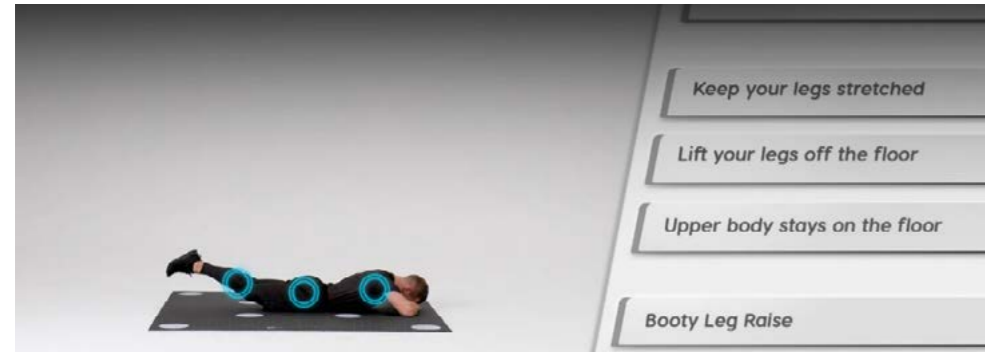 Keep your legs stretched
Lift your legs off the floor
Upper body stays on the floor
Booty Leg Raise